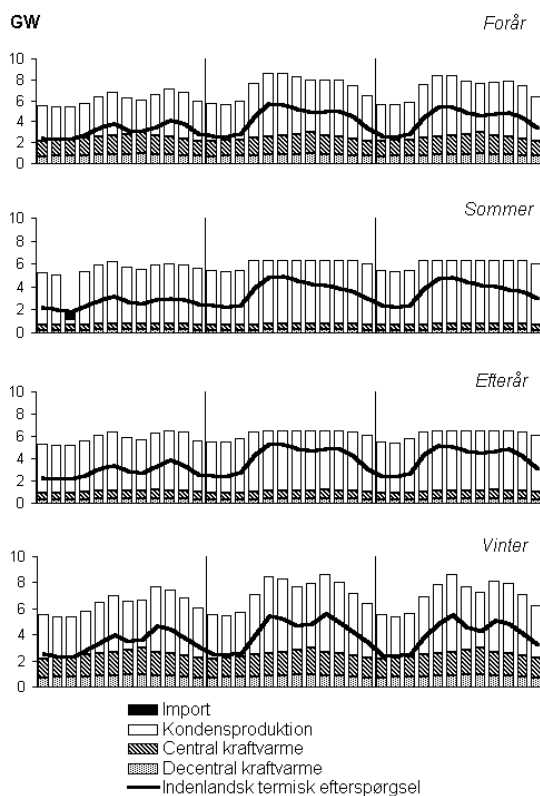 GW
Forår
10
8
6
4
2
0
Sommer
10
8
6
4
2
0
Efterår
10
8
6
4
2
0
Vinter
10
8
6
4
2
0
Import
Kondensproduktion
Central kraftvarme
Decentral kraftvarme
Indenlandsk termisk efterspørgsel